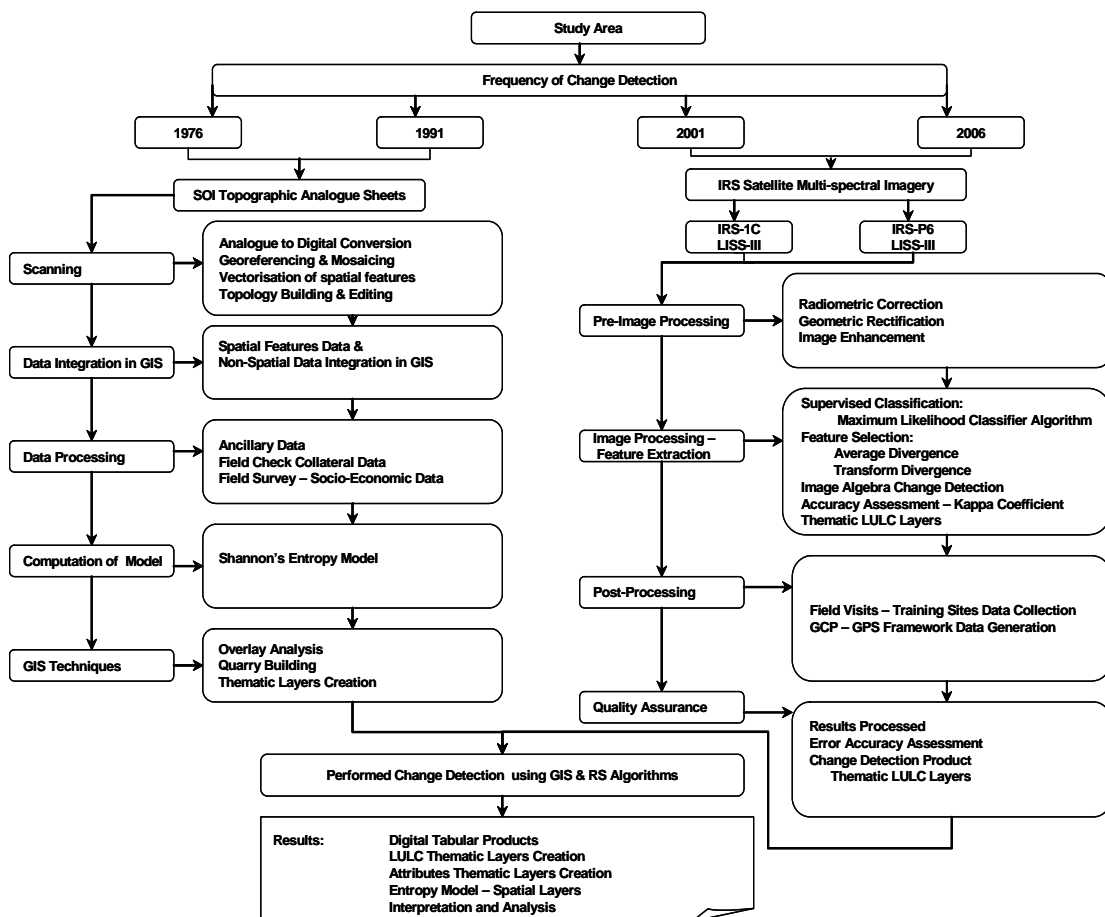 Study Area
Frequency of Change Detection
1976
1991
2001
2006
SOI Topographic Analogue Sheets
IRS Satellite Multi-spectral Imagery
IRS-1C
LISS-III
IRS-P6
LISS-III
Scanning
Analogue to Digital Conversion
Georeferencing & Mosaicing
Vectorisation of spatial features
Topology Building & Editing
Data Integration in GIS
Spatial Features Data &
Non-Spatial Data Integration in GIS
Data Processing
Ancillary Data
Field Check Collateral Data
Field Survey – Socio-Economic Data
Computation of Model
Shannon's Entropy Model
GIS Techniques
Overlay Analysis
Quarry Building
Thematic Layers Creation
Pre-Image Processing
Radiometric Correction
Geometric Rectification
Image Enhancement
Image Processing –
Feature Extraction
Supervised Classification:
Maximum Likelihood Classifier Algorithm
Feature Selection:
Average Divergence
Transform Divergence
Image Algebra Change Detection
Accuracy Assessment – Kappa Coefficient
Thematic LULC Layers
Post-Processing
Field Visits – Training Sites Data Collection
GCP – GPS Framework Data Generation
Quality Assurance
Results Processed
Error Accuracy Assessment
Change Detection Product
Thematic LULC Layers
Performed Change Detection using GIS & RS Algorithms
Results: Digital Tabular Products
LULC Thematic Layers Creation
Attributes Thematic Layers Creation
Entropy Model – Spatial Layers
Interpretation and Analysis